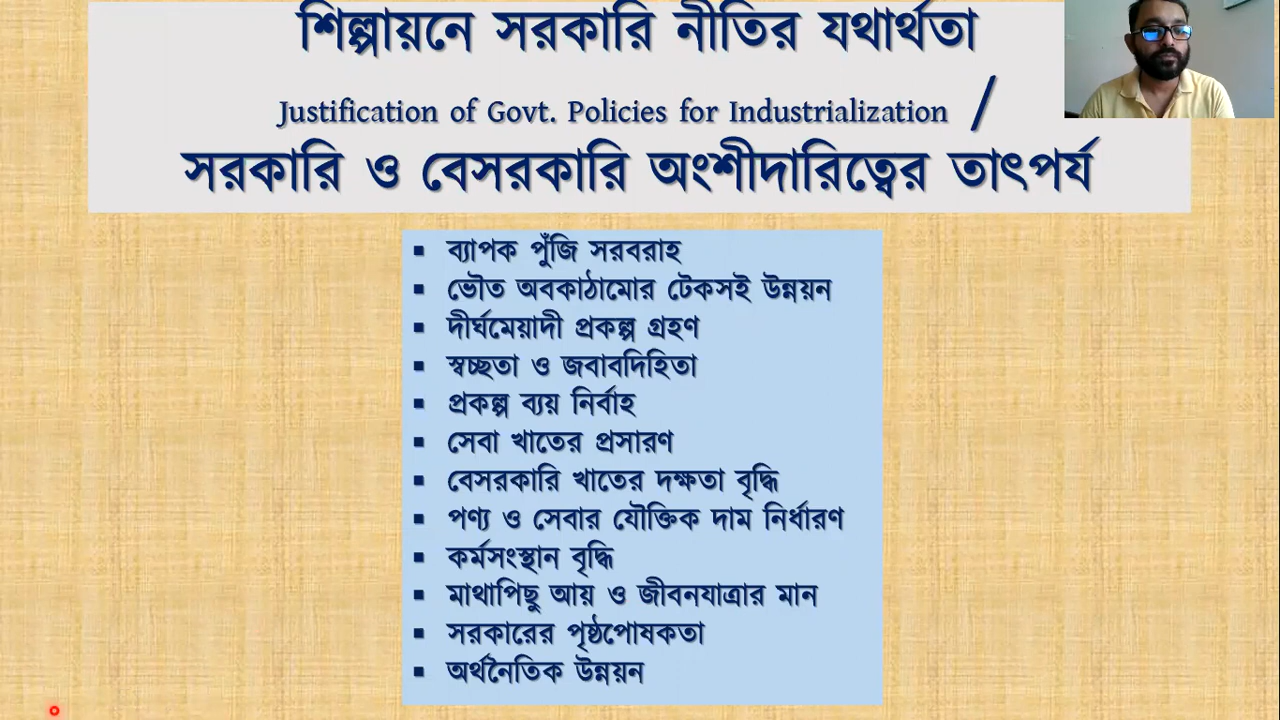 শিল্পায়নে সরকারি নীতির যথার্থতা
Justification of Govt. Policies for Industrialization /
সরকারি ও বেসরকারি অংশীদারিত্বের তাৎপর্য
▪ ব্যাপক পুঁজি সরবরাহ
▪ ভৌত অবকাঠামোর টেকসই উন্নয়ন
▪ দীর্ঘমেয়াদী প্রকল্প গ্রহণ
▪ স্বচ্ছতা ও জবাবদিহিতা
▪ প্রকল্প ব্যয় নির্বাহ
▪ সেবা খাতের প্রসারণ
▪ বেসরকারি খাতের দক্ষতা বৃদ্ধি
▪ পণ্য ও সেবার যৌক্তিক দাম নির্ধারণ
▪ কর্মসংস্থান বৃদ্ধি
▪ মাথাপিছু আয় ও জীবনযাত্রার মান
▪ সরকারের পৃষ্ঠপোষকতা
▪ অর্থনৈতিক উন্নয়ন